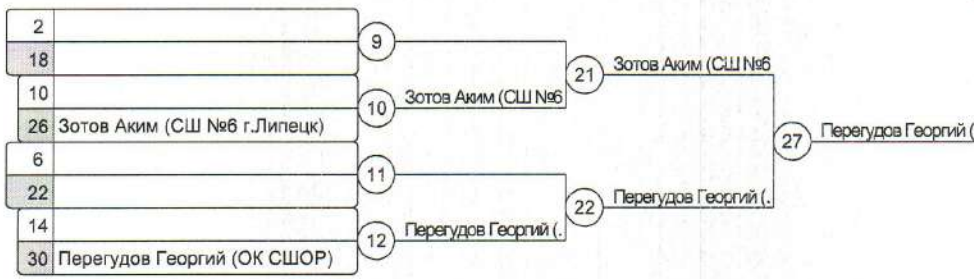 2
18
9
10
26 Зотов Аким (СШ №6 г.Липецк)
10
Зотов Аким (СШ №6
21
Зотов Аким (СШ №6
6
22
11
14
30 Перегудов Георгий (ОК СШОР)
12
Перегудов Георгий (.
22
Перегудов Георгий (.
27
Перегудов Георгий (